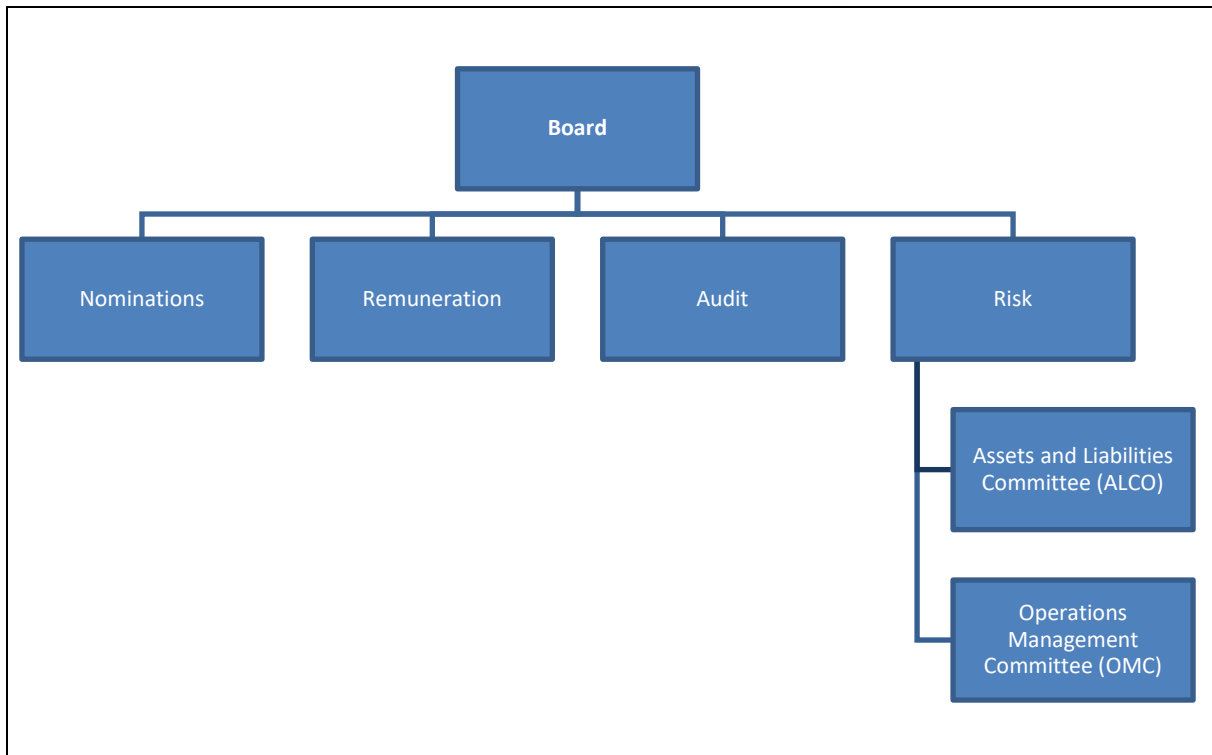 Board
Nominations
Remuneration
Audit
Risk
Assets and Liabilities
Committee (ALCO)
Operations
Management
Committee (OMC)